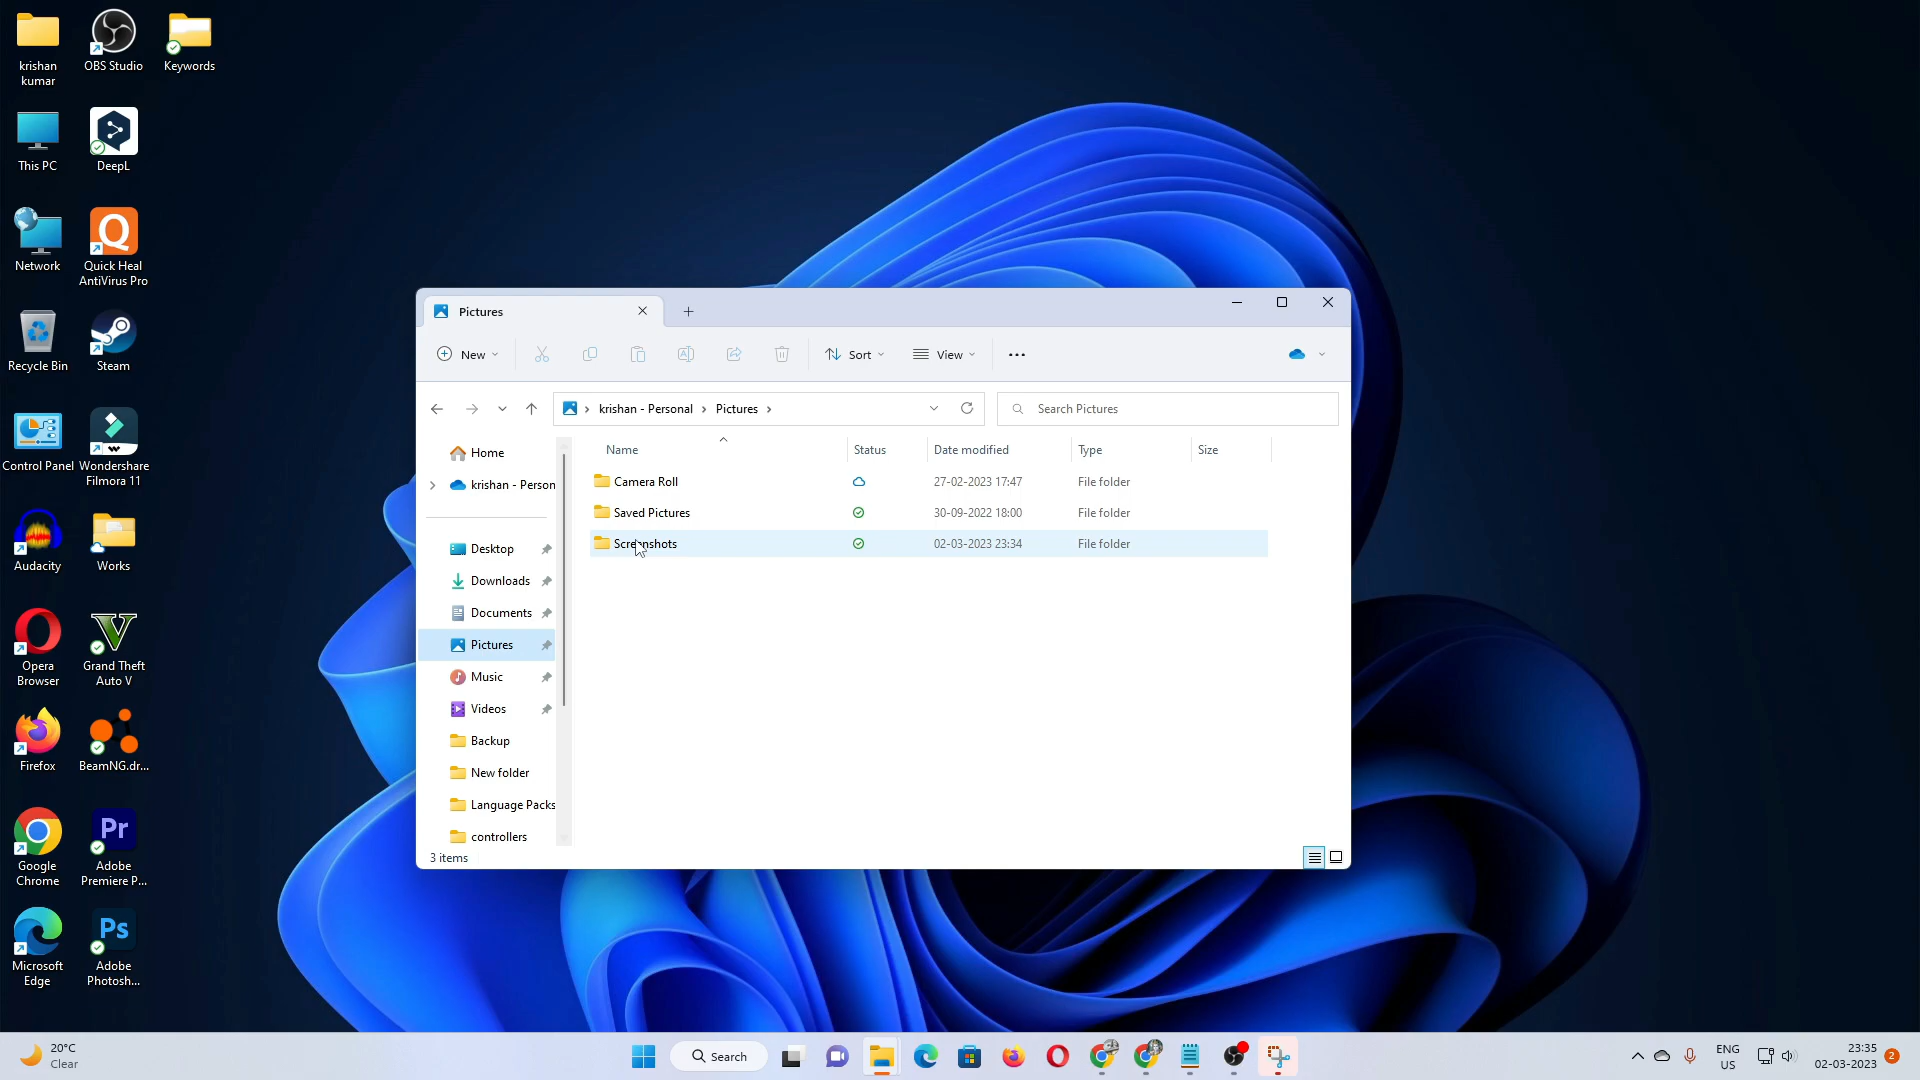 krishan
kumar
OBS Studio
Keywords
This PC
DeepL
Network
Quick Heal
AntiVirus Pro
Recycle Bin
Steam
Control Panel
Wondershare
Filmora 11
Audacity
Works
Opera
Browser
Grand Theft
Auto V
Firefox
BeamNG.dr...
Google
Chrome
Pr
Adobe
Premiere P...
Microsoft
Edge
Ps
Adobe
Photosh...
Pictures
New
Sort
View
krishan - Personal
Pictures
Search Pictures
Home
krishan - Person
Desktop
Downloads
Documents
Pictures
Music
Videos
Backup
New folder
Language Packs
controllers
Name Status Date modified Type Size
Camera Roll 27-02-2023 17:47 File folder
Saved Pictures 30-09-2022 18:00 File folder
Screenshots 02-03-2023 23:34 File folder
3 items
20°C
Clear
Search
ENG
US
23:35
02-03-2023
2